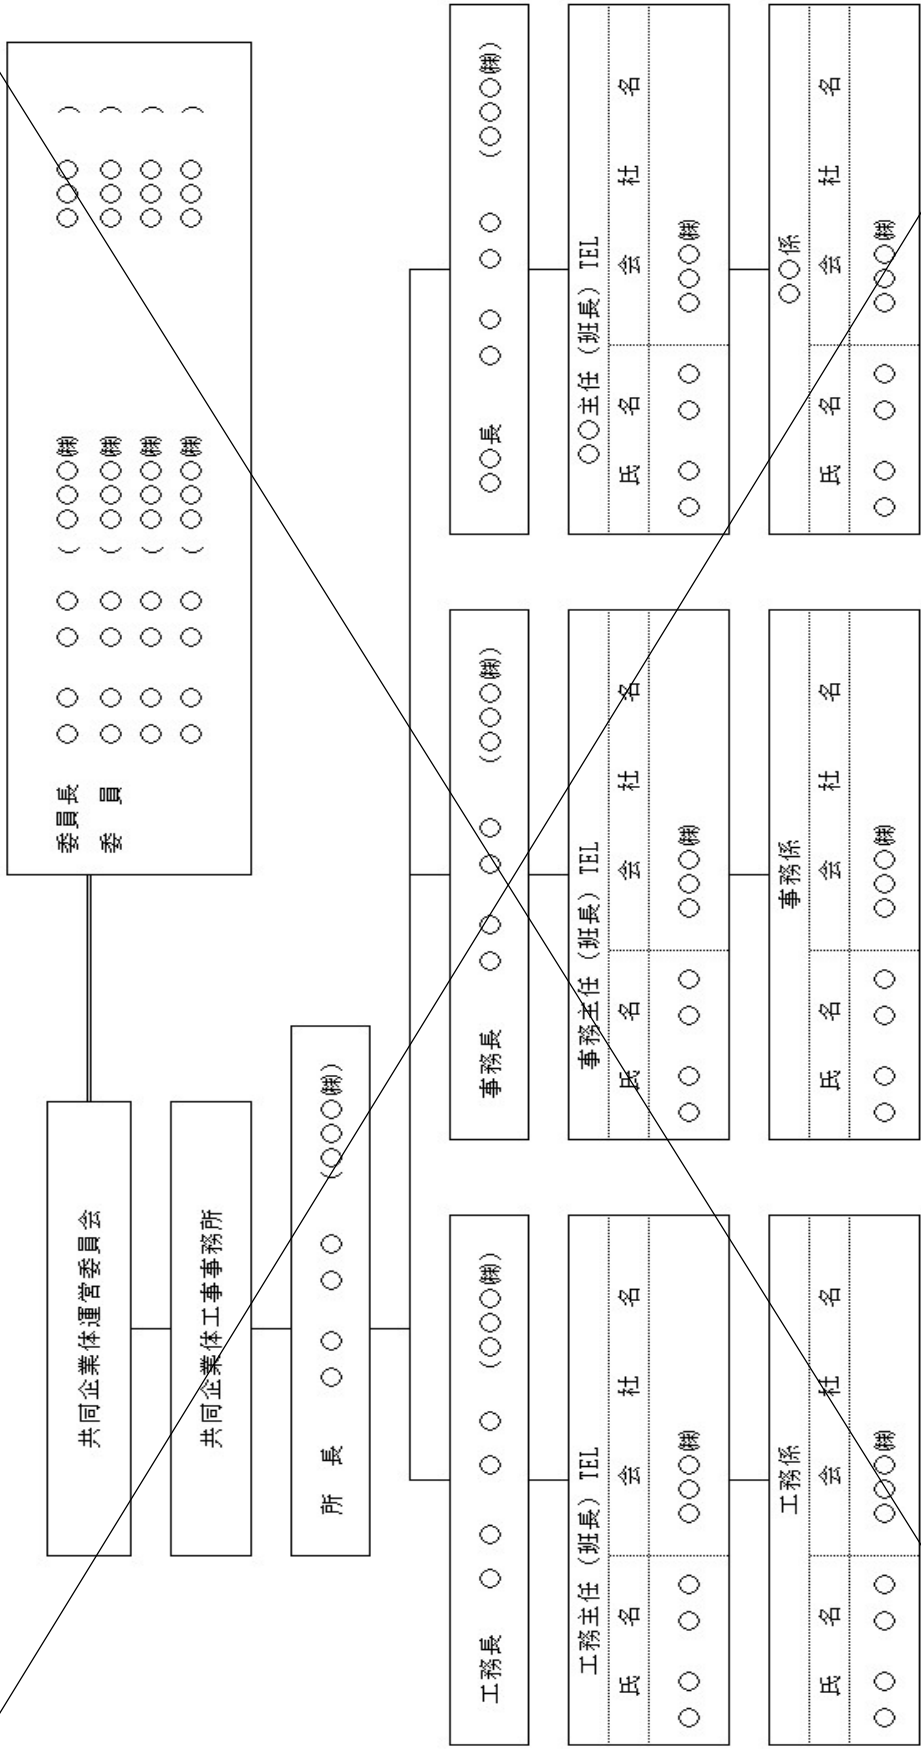 共同企業体運営委員会
委員長　○○　○○　（○○○㈱　○○○　）
委　員　○○　○○　（○○○㈱　○○○　）
○○　○○　（○○○㈱　○○○　）
○○　○○　（○○○㈱　○○○　）
共同企業体工事事務所
所　長　○○　○○　（○○○㈱）
工務長　○　○　○　○　（○○○㈱）
事務長　○○　○○　（○○○㈱）
○○長　○○　○○　（○○○㈱）
工務主任（班長）TEL
氏　名　会　社　名
○○　○○　○○○㈱
事務主任（班長）TEL
氏　名　会　社　名
○○　○○　○○○㈱
○○主任（班長）TEL
氏　名　会　社　名
○○　○○　○○○㈱
工務係
氏　名　会　社　名
○○　○○　○○○㈱
事務係
氏　名　会　社　名
○○　○○　○○○㈱
○○係
氏　名　会　社　名
○○　○○　○○○㈱